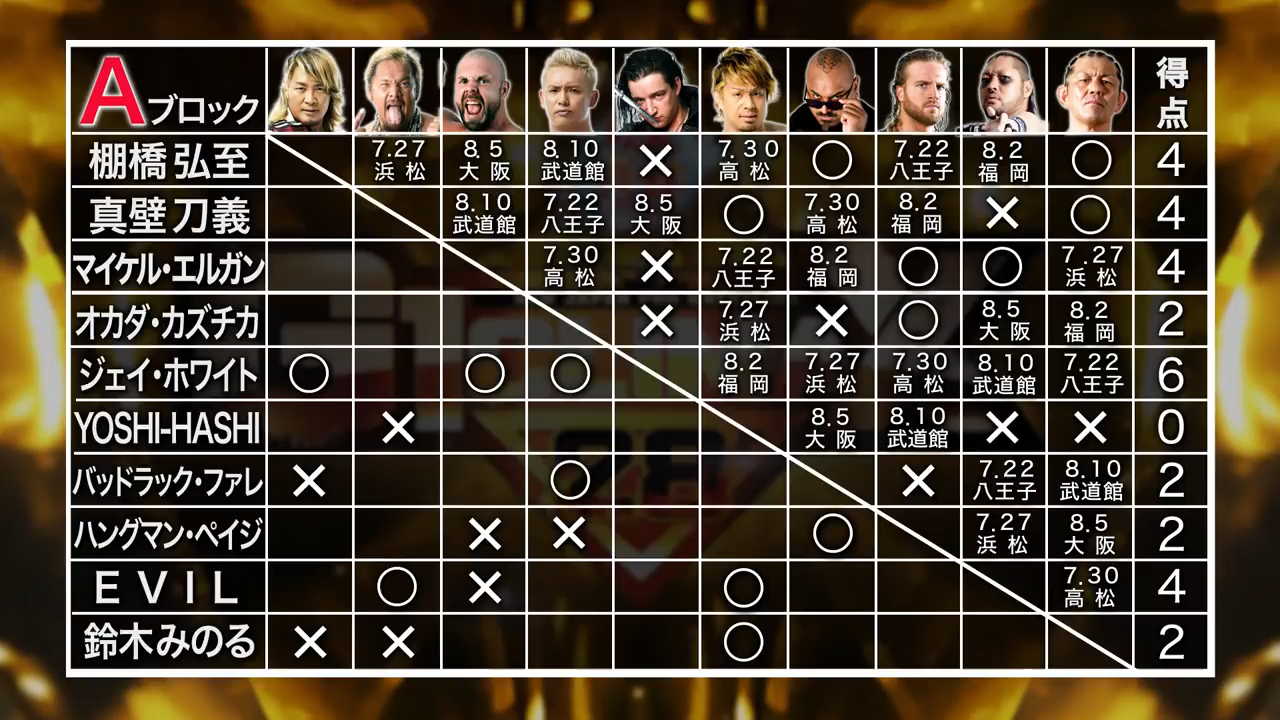 Aブロック 得点
棚橋弘至 7.27 浜松 8.5 大阪 8.10 武道館 × 7.30 高松 ○ 7.22 八王子 8.2 福岡 ○ 4
真壁刀義 8.10 武道館 7.22 八王子 8.5 大阪 ○ 7.30 高松 8.2 福岡 × ○ 4
マイケル・エルガン 7.30 高松 × 7.22 八王子 8.2 福岡 ○ ○ 7.27 浜松 4
オカダ・カズチカ × 7.27 浜松 × ○ 8.5 大阪 8.2 福岡 2
ジェイ・ホワイト ○ ○ ○ 8.2 福岡 7.27 浜松 7.30 高松 8.10 武道館 7.22 八王子 6
YOSHI-HASHI × 8.5 大阪 8.10 武道館 × × 0
バッドラック・ファレ × ○ × 7.22 八王子 8.10 武道館 2
ハングマン・ペイジ × × ○ 7.27 浜松 8.5 大阪 2
EVIL ○ × ○ 7.30 高松 4
鈴木みのる × × ○ 2